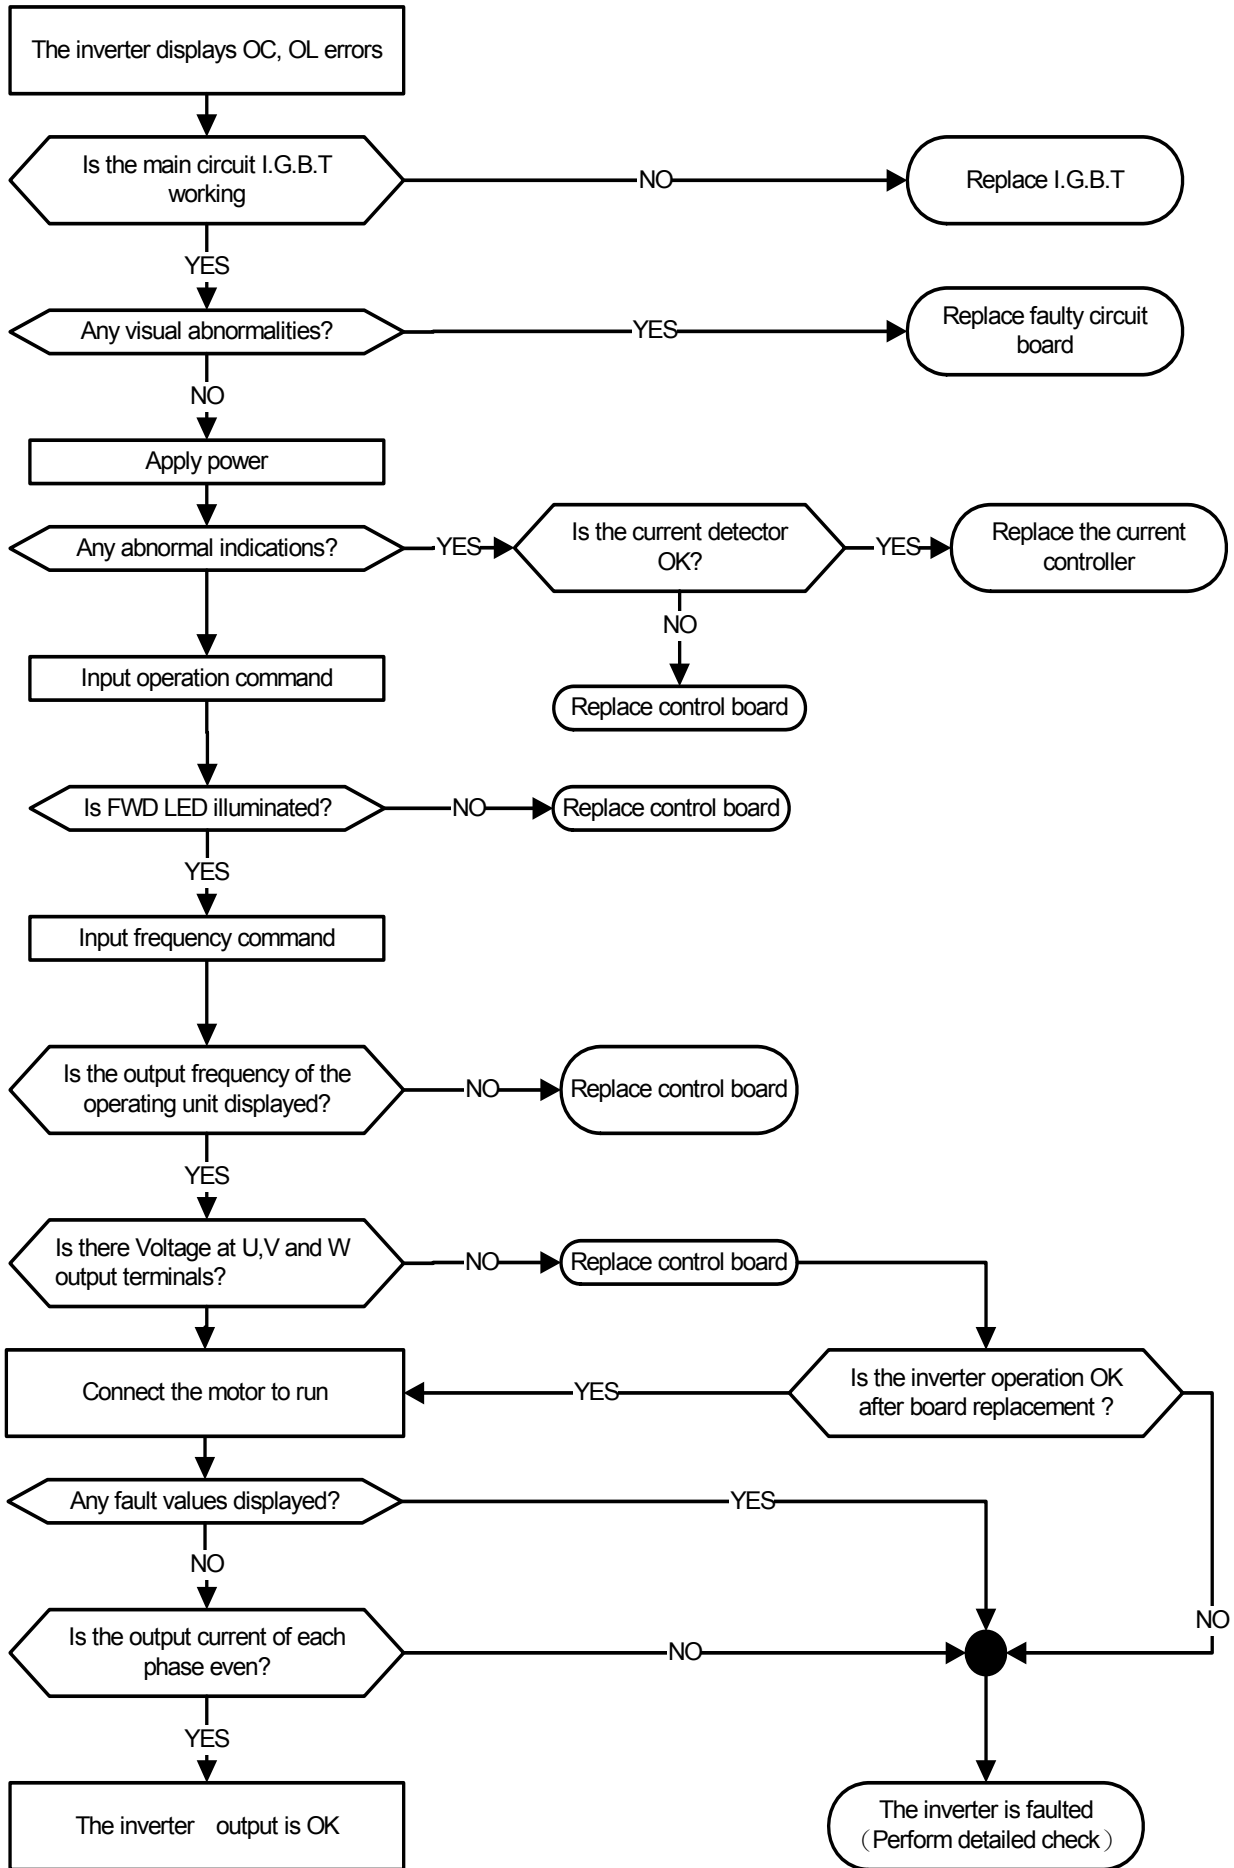 The inverter displays OC, OL errors
Is the main circuit I.G.B.T
working
NO
Replace I.G.B.T
YES
Any visual abnormalities?
YES
Replace faulty circuit
board
NO
Apply power
Any abnormal indications?
YES
Is the current detector
OK?
YES
Replace the current
controller
NO
Replace control board
Input operation command
Is FWD LED illuminated?
NO
Replace control board
YES
Input frequency command
Is the output frequency of the
operating unit displayed?
NO
Replace control board
YES
Is there Voltage at U,V and W
output terminals?
NO
Replace control board
Connect the motor to run
YES
Is the inverter operation OK
after board replacement ?
Any fault values displayed?
YES
NO
NO
Is the output current of each
phase even?
NO
YES
The inverter output is OK
The inverter is faulted
（Perform detailed check）